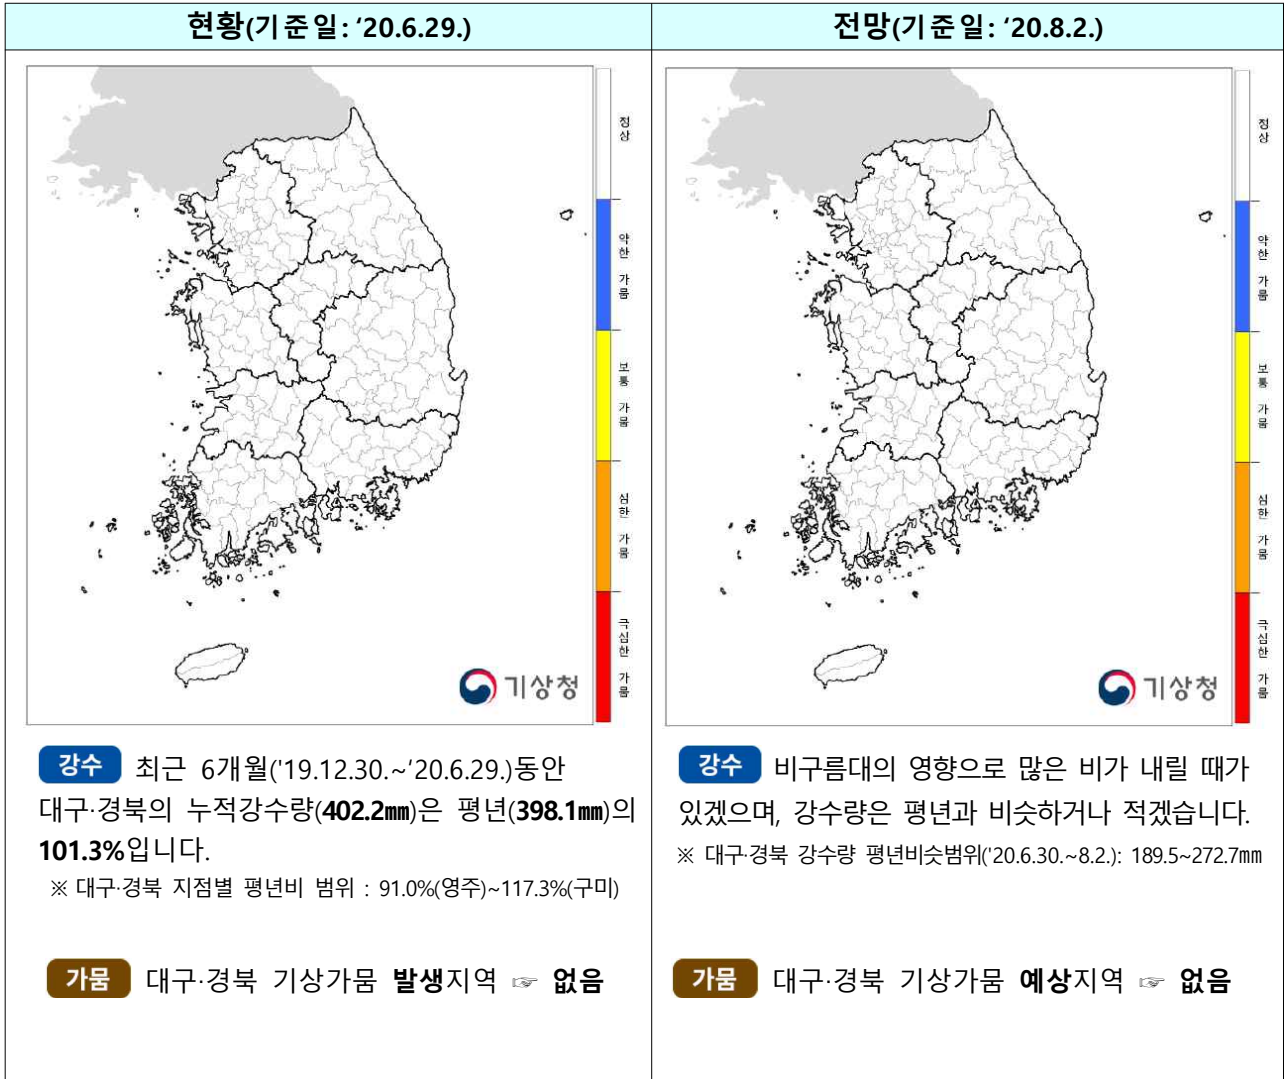 현황(기준일: ‘20.6.29.)
정상
약한 가뭄
보통 가뭄
심한 가뭄
극심한 가뭄
기상청
강수 최근 6개월('19.12.30.~‘20.6.29.)동안
대구·경북의 누적강수량(402.2㎜)은 평년(398.1㎜)의
101.3%입니다.
※ 대구·경북 지점별 평년비 범위 : 91.0%(영주)~117.3%(구미)
가뭄 대구·경북 기상가뭄 발생지역 ☞ 없음
전망(기준일: ‘20.8.2.)
정상
약한 가뭄
보통 가뭄
심한 가뭄
극심한 가뭄
기상청
강수 비구름대의 영향으로 많은 비가 내릴 때가
있겠으며, 강수량은 평년과 비슷하거나 적겠습니다.
※ 대구·경북 강수량 평년비슷범위('20.6.30.~8.2.): 189.5~272.7㎜
가뭄 대구·경북 기상가뭄 예상지역 ☞ 없음